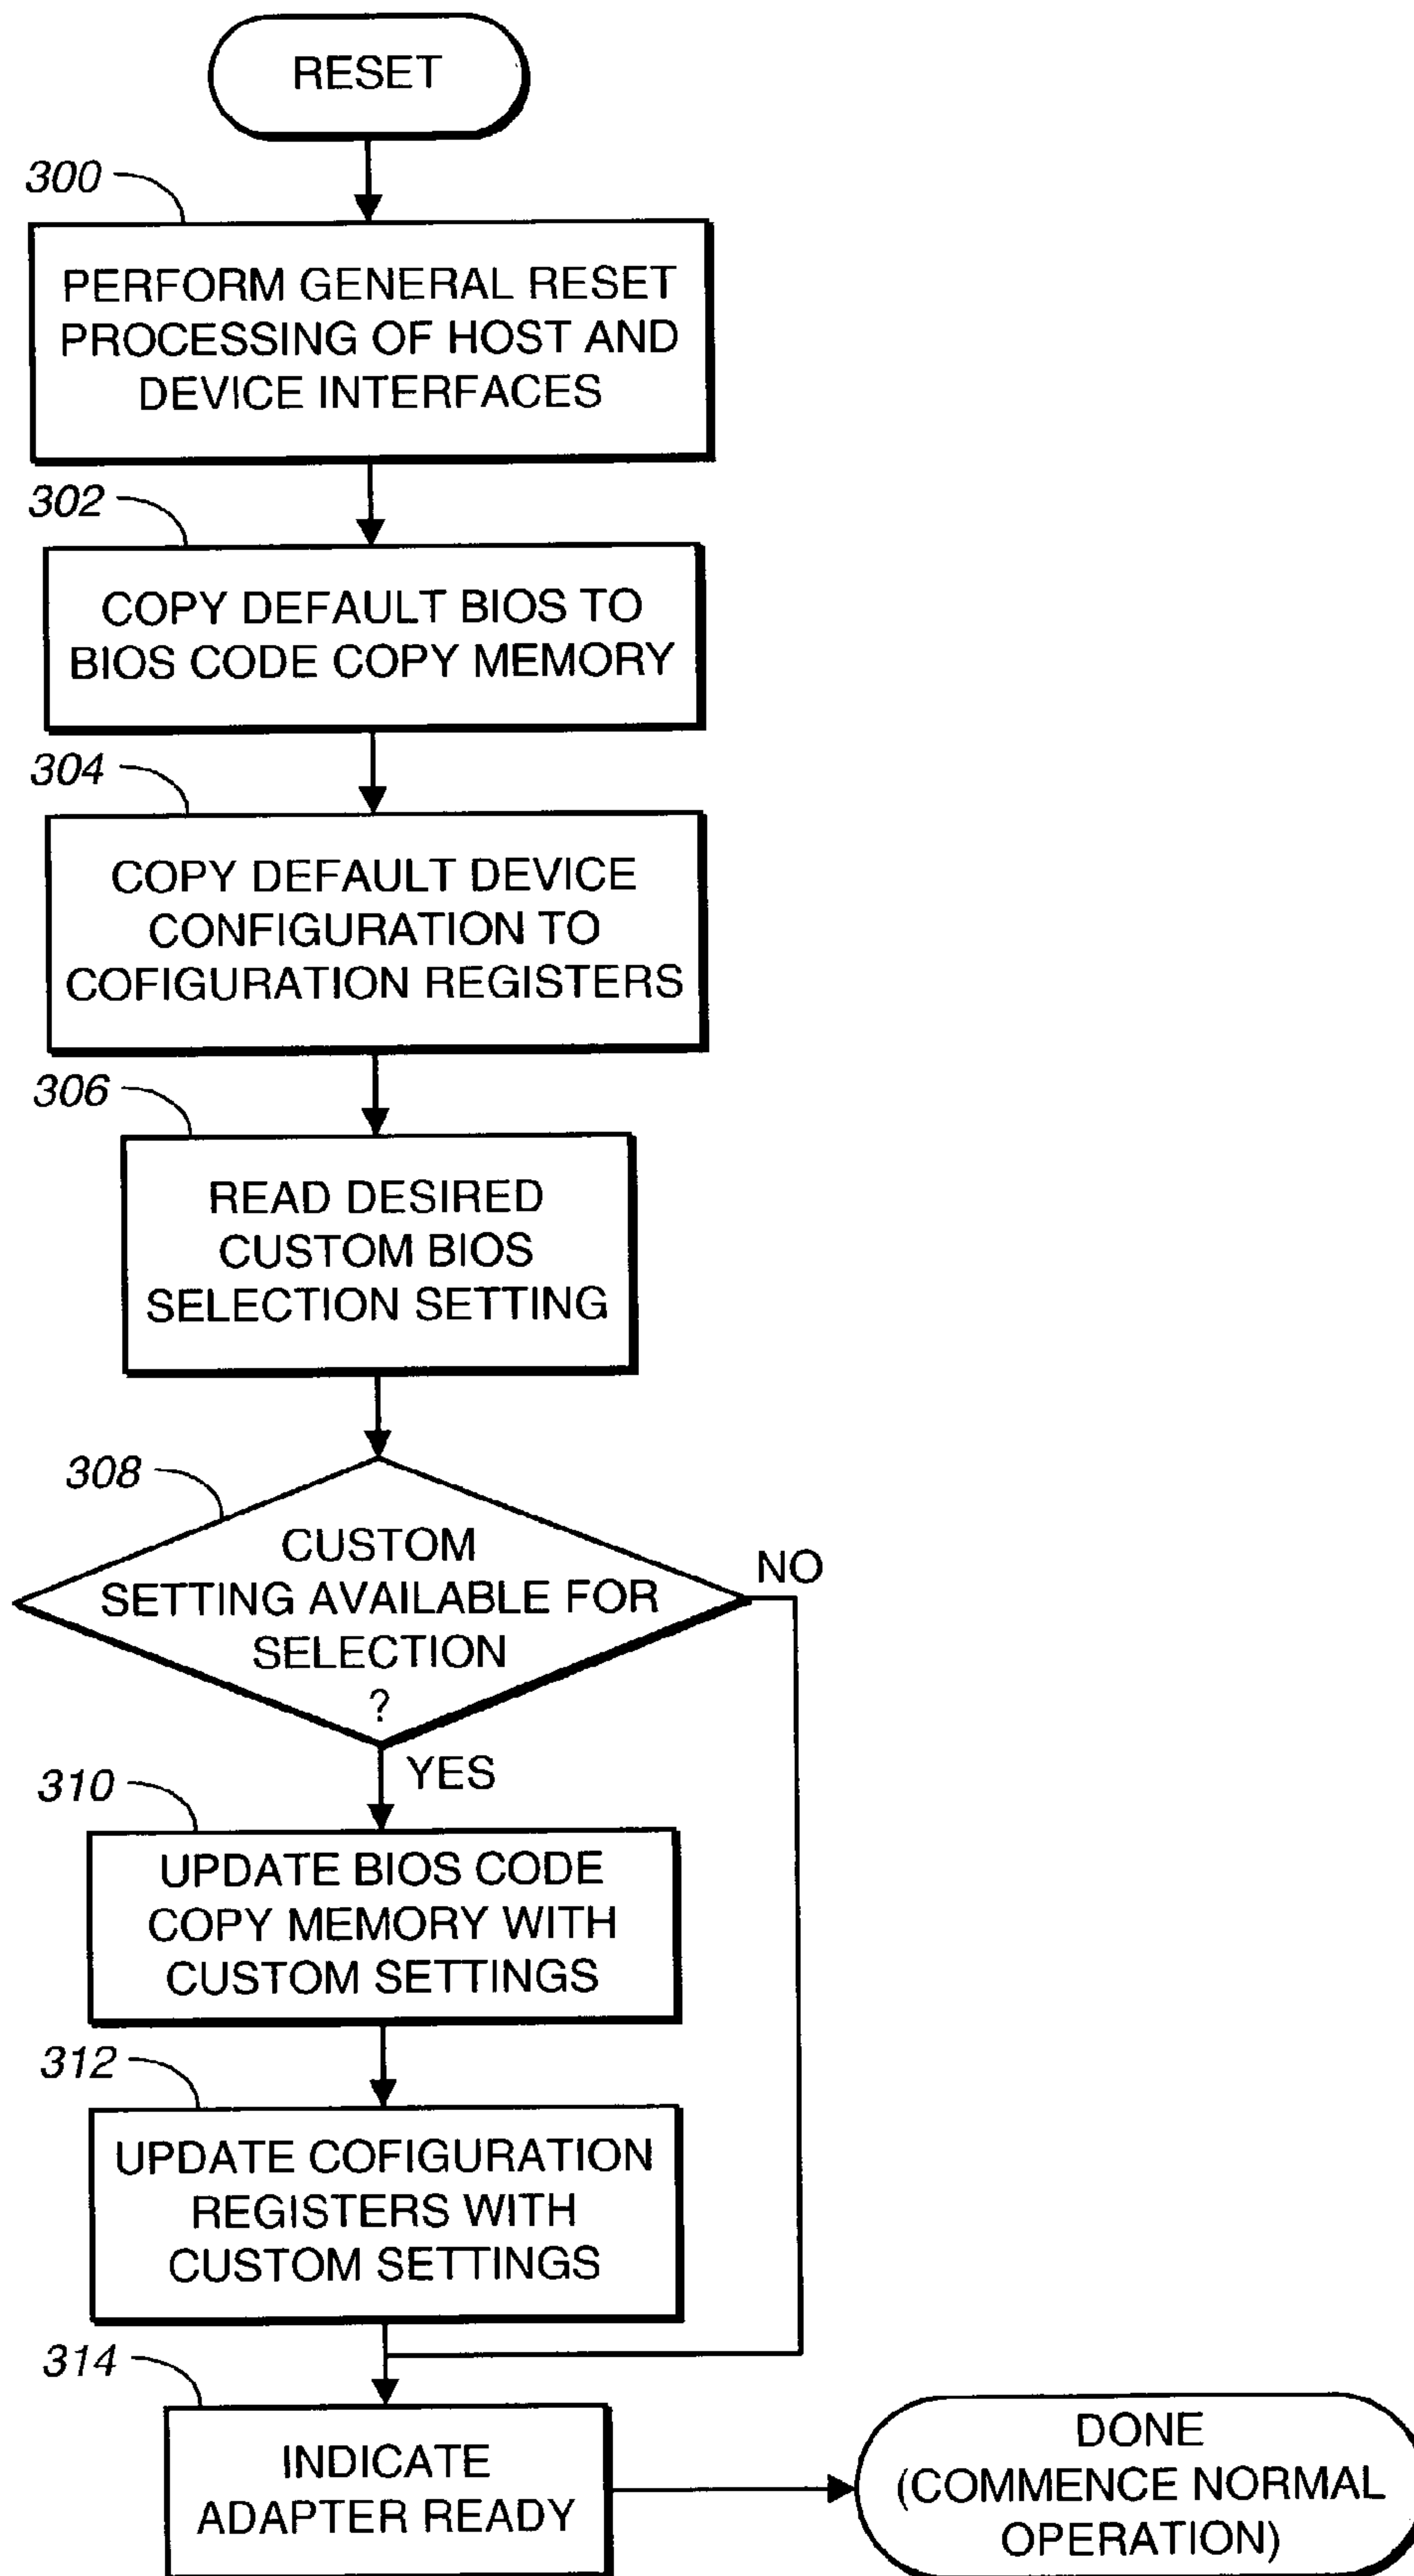 RESET
300
PERFORM GENERAL RESET
PROCESSING OF HOST AND
DEVICE INTERFACES
302
COPY DEFAULT BIOS TO
BIOS CODE COPY MEMORY
304
COPY DEFAULT DEVICE
CONFIGURATION TO
COFIGURATION REGISTERS
306
READ DESIRED
CUSTOM BIOS
SELECTION SETTING
308
CUSTOM
SETTING AVAILABLE FOR
SELECTION
?
NO
YES
310
UPDATE BIOS CODE
COPY MEMORY WITH
CUSTOM SETTINGS
312
UPDATE COFIGURATION
REGISTERS WITH
CUSTOM SETTINGS
314
INDICATE
ADAPTER READY
DONE
(COMMENCE NORMAL
OPERATION)